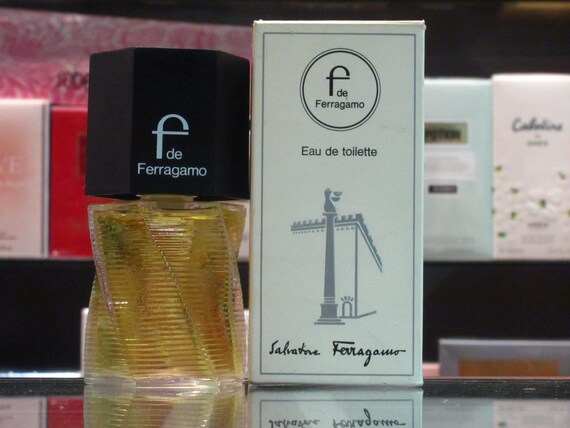 f
de
Ferragamo
f
de
Ferragamo
Eau de toilette
Salvatore Ferragamo
Cabotine